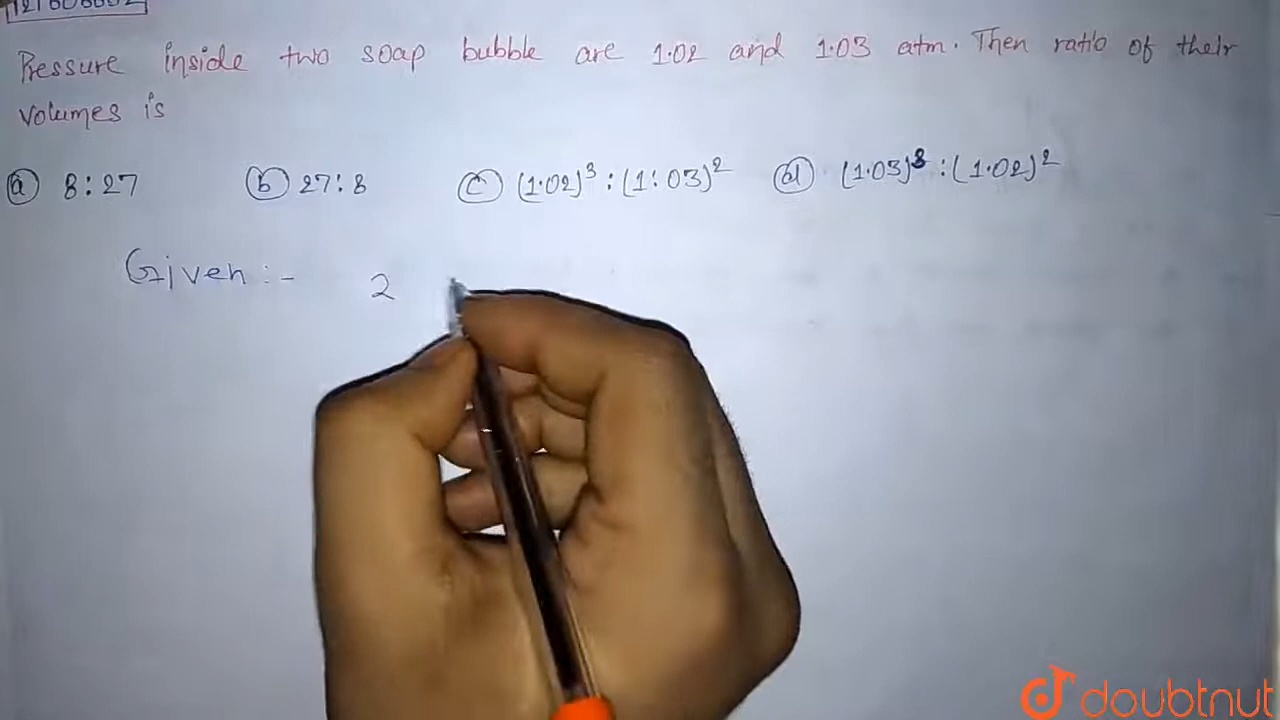 Pressure inside two soap bubble are 1.02 and 1.03 atm. Then ratio of their
volumes is
(a) 8:27 (b) 27:8 (c) (1.02)³ : (1:03)² (d) (1.03)³ : (1.02)²
Given :- 2
doubtnut